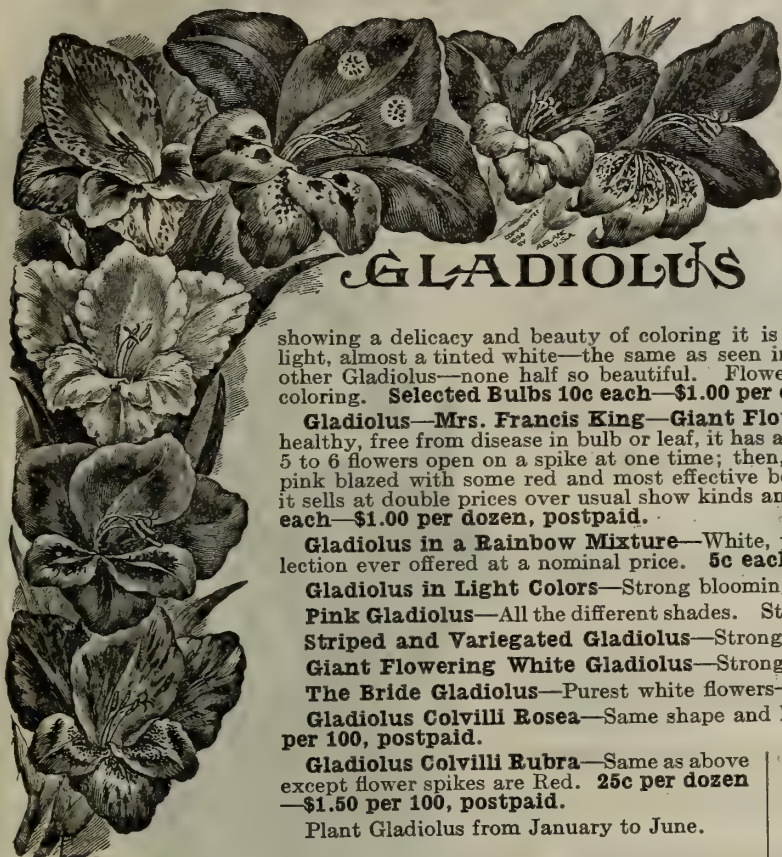 COPYRIGHTED
1894
BY
A. BLANC
U.S.A.
GLADIOLUS
showing a delicacy and beauty of coloring it is
light, almost a tinted white—the same as seen in
other Gladiolus—none half so beautiful. Flowe
coloring. Selected Bulbs 10c each—$1.00 per
Gladiolus—Mrs. Francis King—Giant Flo
healthy, free from disease in bulb or leaf, it has a
5 to 6 flowers open on a spike at one time; then,
pink blazed with some red and most effective b
it sells at double prices over usual show kinds an
each—$1.00 per dozen, postpaid.
Gladiolus in a Rainbow Mixture—White,
lection ever offered at a nominal price. 5c eac
Gladiolus in Light Colors—Strong bloomin
Pink Gladiolus—All the different shades. St
Striped and Variegated Gladiolus—Strong
Giant Flowering White Gladiolus—Strong
The Bride Gladiolus—Purest white flowers—
Gladiolus Colvilli Rosea—Same shape and
per 100, postpaid.
Gladiolus Colvilli Rubra—Same as above
except flower spikes are Red. 25c per dozen
—$1.50 per 100, postpaid.
Plant Gladiolus from January to June.